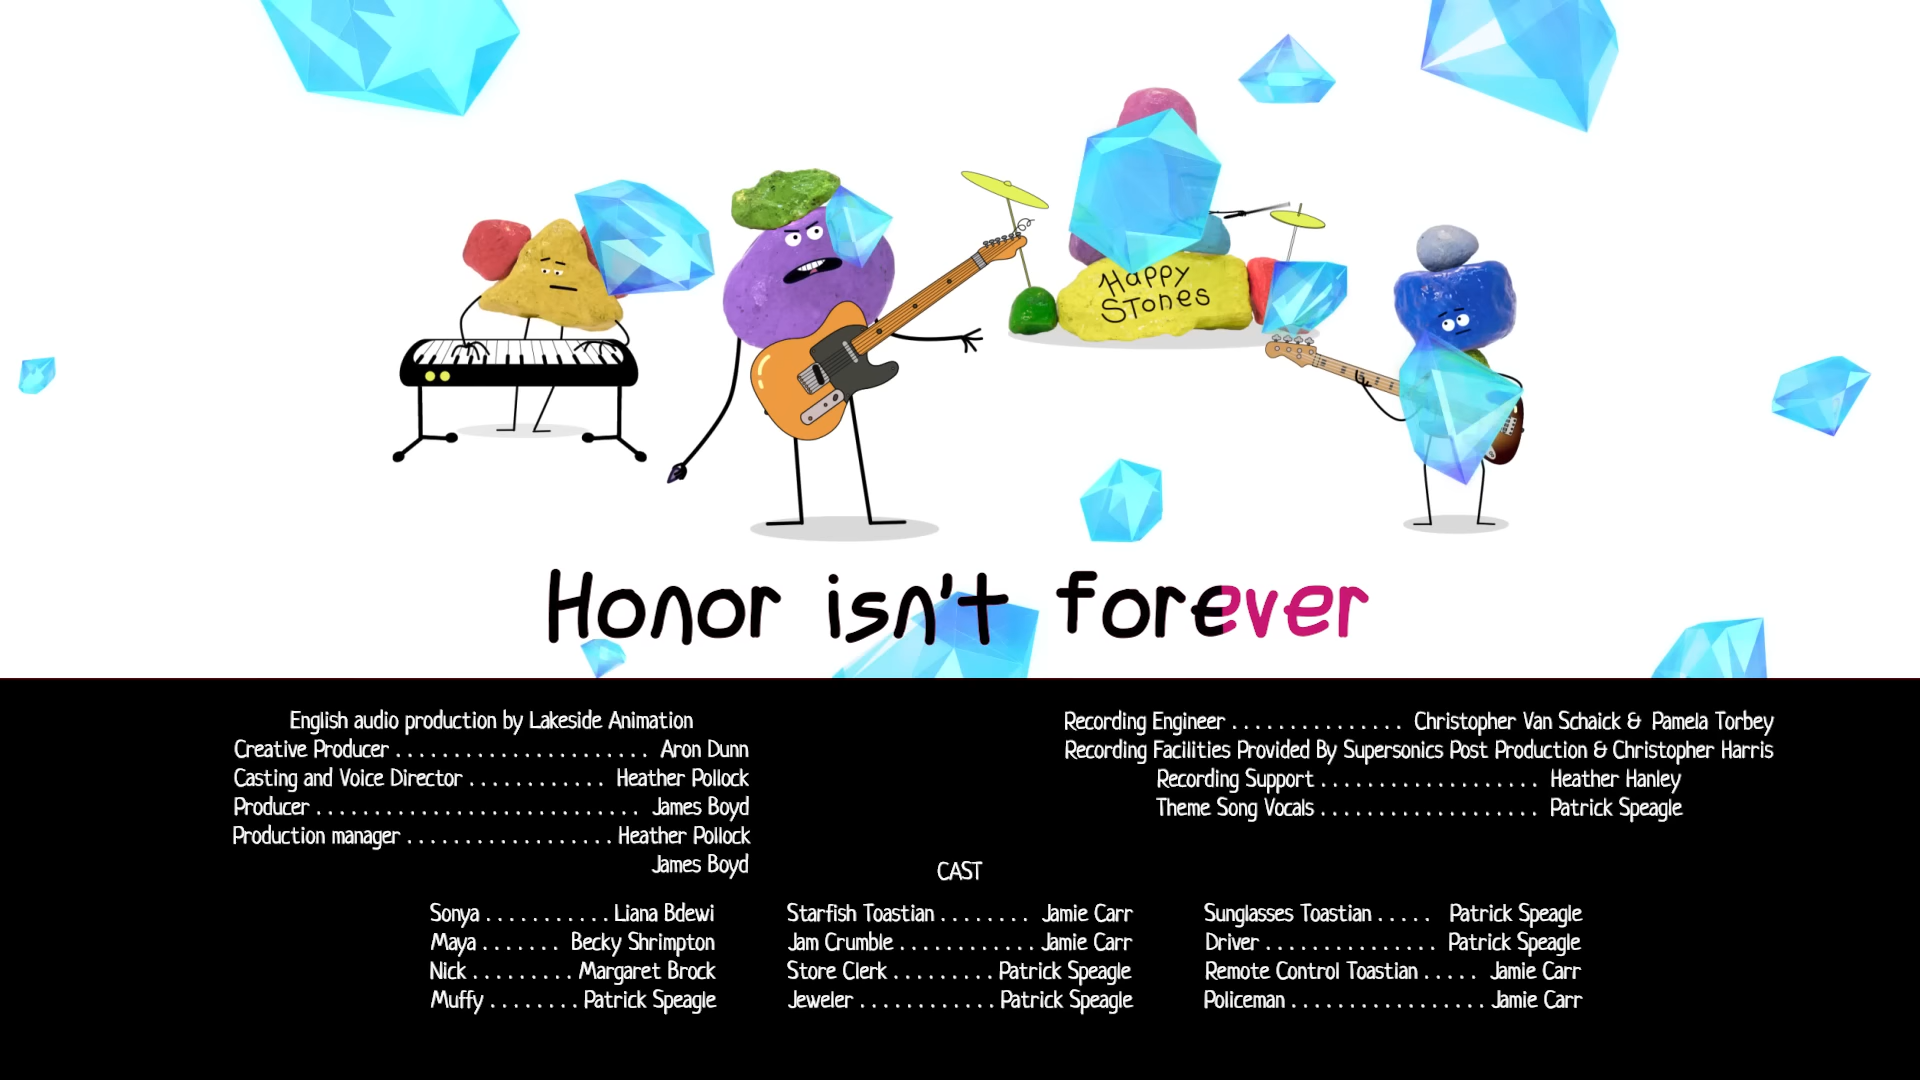 Happy
Stones
Honor isn't forever
English audio production by Lakeside Animation
Creative Producer . . . . . . . . . . . . . . . . . . . . . . Aron Dunn
Casting and Voice Director . . . . . . . . . . . . Heather Pollock
Producer . . . . . . . . . . . . . . . . . . . . . . . . . . . . James Boyd
Production manager . . . . . . . . . . . . . . . . . . Heather Pollock
James Boyd
Recording Engineer . . . . . . . . . . . . . . . Christopher Van Schaick & Pamela Torbey
Recording Facilities Provided By Supersonics Post Production & Christopher Harris
Recording Support . . . . . . . . . . . . . . . . . . . Heather Hanley
Theme Song Vocals . . . . . . . . . . . . . . . . . . . Patrick Speagle
CAST
Sonya . . . . . . . . . . . Liana Bdewi
Maya . . . . . . . Becky Shrimpton
Nick . . . . . . . . . Margaret Brock
Muffy . . . . . . . . Patrick Speagle
Starfish Toastian . . . . . . . . Jamie Carr
Jam Crumble . . . . . . . . . . . . Jamie Carr
Store Clerk . . . . . . . . . Patrick Speagle
Jeweler . . . . . . . . . . . . Patrick Speagle
Sunglasses Toastian . . . . . Patrick Speagle
Driver . . . . . . . . . . . . . . . Patrick Speagle
Remote Control Toastian . . . . . Jamie Carr
Policeman . . . . . . . . . . . . . . . . . Jamie Carr